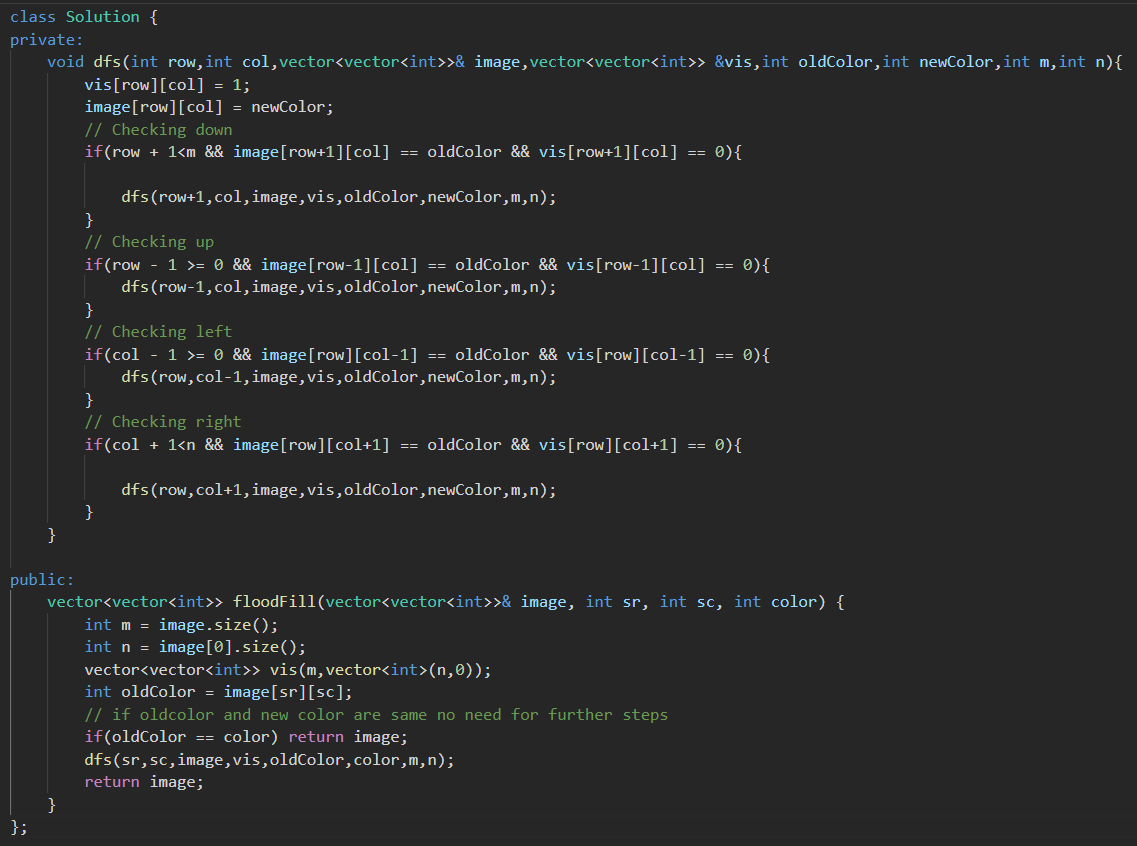 class Solution {
private:
    void dfs(int row,int col,vector<vector<int>>& image,vector<vector<int>> &vis,int oldColor,int newColor,int m,int n){
        vis[row][col] = 1;
        image[row][col] = newColor;
        // Checking down
        if(row + 1<m && image[row+1][col] == oldColor && vis[row+1][col] == 0){

            dfs(row+1,col,image,vis,oldColor,newColor,m,n);
        }
        // Checking up
        if(row - 1 >= 0 && image[row-1][col] == oldColor && vis[row-1][col] == 0){
            dfs(row-1,col,image,vis,oldColor,newColor,m,n);
        }
        // Checking left
        if(col - 1 >= 0 && image[row][col-1] == oldColor && vis[row][col-1] == 0){
            dfs(row,col-1,image,vis,oldColor,newColor,m,n);
        }
        // Checking right
        if(col + 1<n && image[row][col+1] == oldColor && vis[row][col+1] == 0){

            dfs(row,col+1,image,vis,oldColor,newColor,m,n);
        }
    }

public:
    vector<vector<int>> floodFill(vector<vector<int>>& image, int sr, int sc, int color) {
        int m = image.size();
        int n = image[0].size();
        vector<vector<int>> vis(m,vector<int>(n,0));
        int oldColor = image[sr][sc];
        // if oldcolor and new color are same no need for further steps
        if(oldColor == color) return image;
        dfs(sr,sc,image,vis,oldColor,color,m,n);
        return image;
    }
};